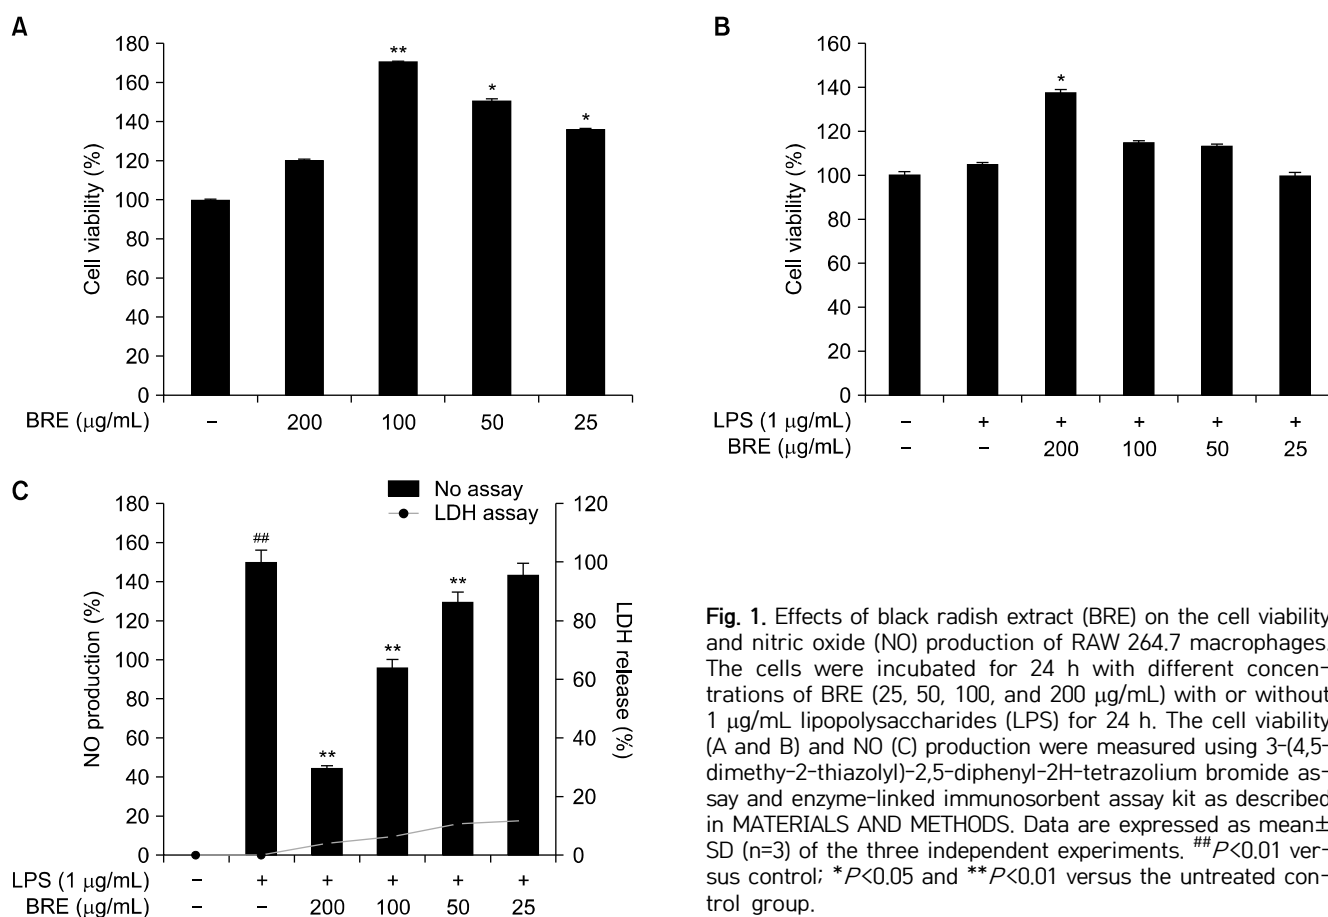 A
180
160
140
120
100
80
60
40
20
0
Cell viability (%)
**
*
*
BRE (μg/mL) – 200 100 50 25
B
160
140
120
100
80
60
40
20
0
Cell viability (%)
*
LPS (1 μg/mL) – + + + + +
BRE (μg/mL) – – 200 100 50 25
C
No assay
LDH assay
180
160
140
120
100
80
60
40
20
0
NO production (%)
##
**
**
**
120
100
80
60
40
20
0
LDH release (%)
LPS (1 μg/mL) – + + + + +
BRE (μg/mL) – – 200 100 50 25
Fig. 1. Effects of black radish extract (BRE) on the cell viability
and nitric oxide (NO) production of RAW 264.7 macrophages.
The cells were incubated for 24 h with different concen-
trations of BRE (25, 50, 100, and 200 μg/mL) with or without
1 μg/mL lipopolysaccharides (LPS) for 24 h. The cell viability
(A and B) and NO (C) production were measured using 3-(4,5-
dimethy-2-thiazolyl)-2,5-diphenyl-2H-tetrazolium bromide as-
say and enzyme-linked immunosorbent assay kit as described
in MATERIALS AND METHODS. Data are expressed as mean±
SD (n=3) of the three independent experiments. ##P<0.01 ver-
sus control; *P<0.05 and **P<0.01 versus the untreated con-
trol group.